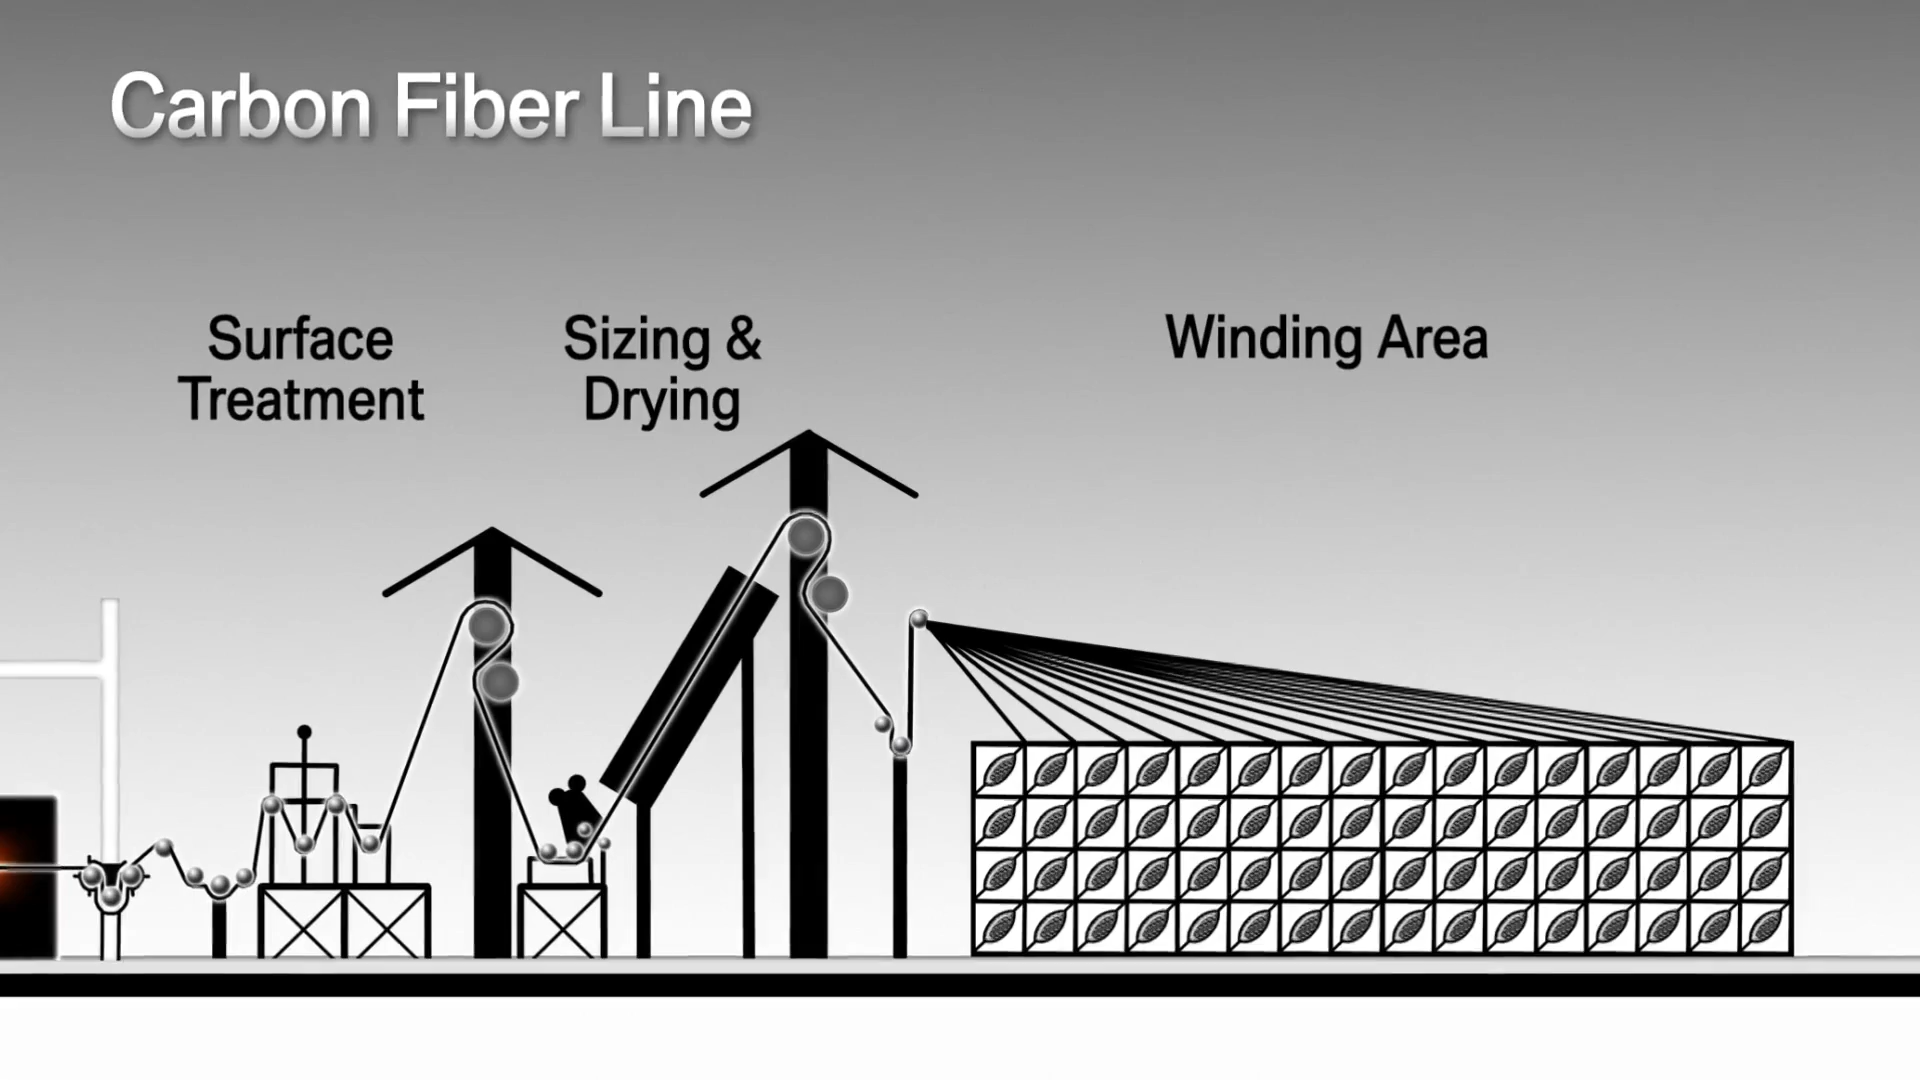 Carbon Fiber Line
Surface
Treatment
Sizing &
Drying
Winding Area